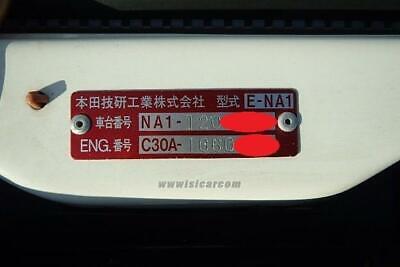 本田技研工業株式会社 型式 E-NA1
車台番号 NA1-120
ENG.番号 C30A-1060
wwwisicarcom